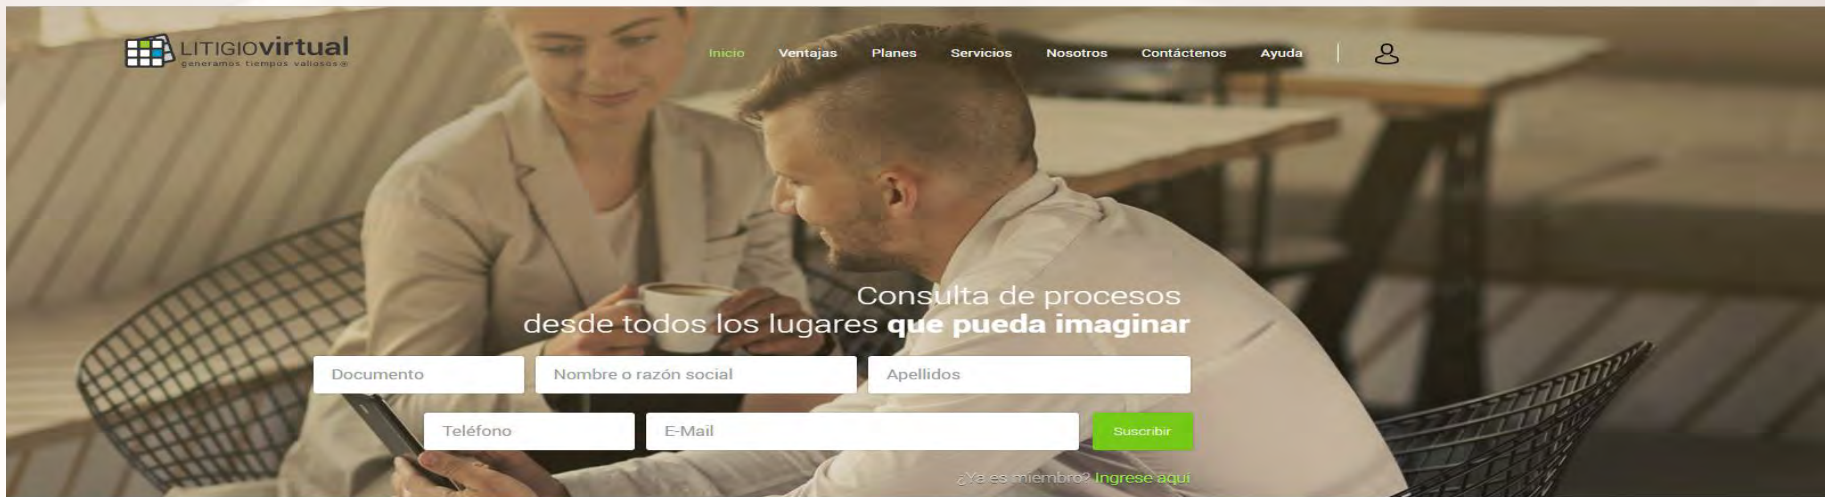 LITIGIOvirtual
generamos tiempos valiosos®
Inicio Ventajas Planes Servicios Nosotros Contáctenos Ayuda
Consulta de procesos
desde todos los lugares que pueda imaginar
Documento Nombre o razón social Apellidos
Teléfono E-Mail Suscribir
¿Ya es miembro? Ingrese aquí